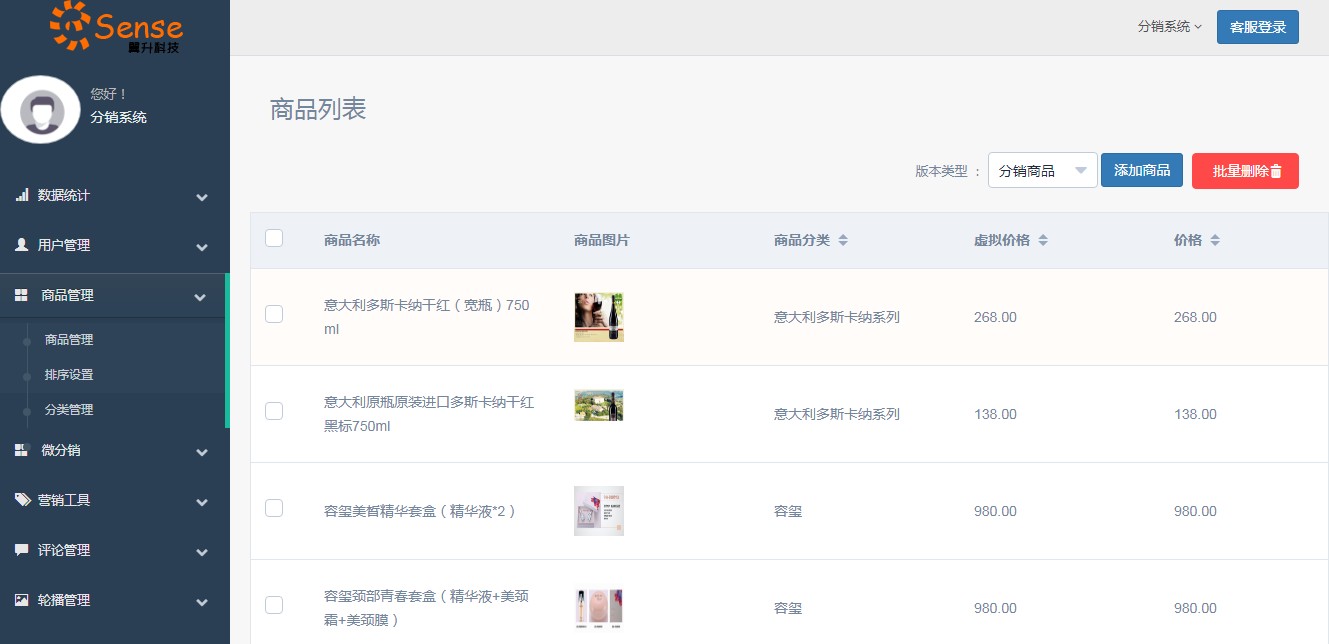 Sense
翼升科技
您好！
分销系统
数据统计
用户管理
商品管理
商品管理
排序设置
分类管理
微分销
营销工具
评论管理
轮播管理
分销系统
客服登录
商品列表
版本类型 ： 分销商品 添加商品 批量删除
商品名称 商品图片 商品分类 虚拟价格 价格
意大利多斯卡纳干红（宽瓶）750
ml
意大利多斯卡纳系列 268.00 268.00
意大利原瓶原装进口多斯卡纳干红
黑标750ml
意大利多斯卡纳系列 138.00 138.00
容玺美皙精华套盒（精华液*2） 容玺 980.00 980.00
容玺颈部青春套盒（精华液+美颈
霜+美颈膜）
容玺 980.00 980.00